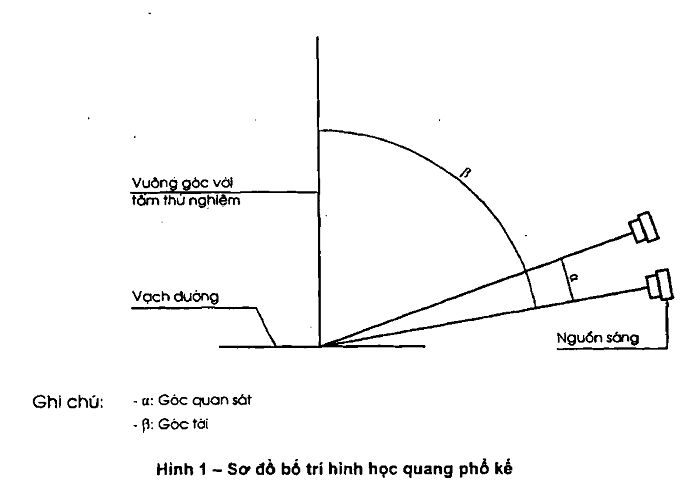 β
Vuông góc với
tấm thử nghiệm
α
Vạch đường
Nguồn sáng
Ghi chú: - α: Góc quan sát
- β: Góc tới
Hình 1 – Sơ đồ bố trí hình học quang phổ kế